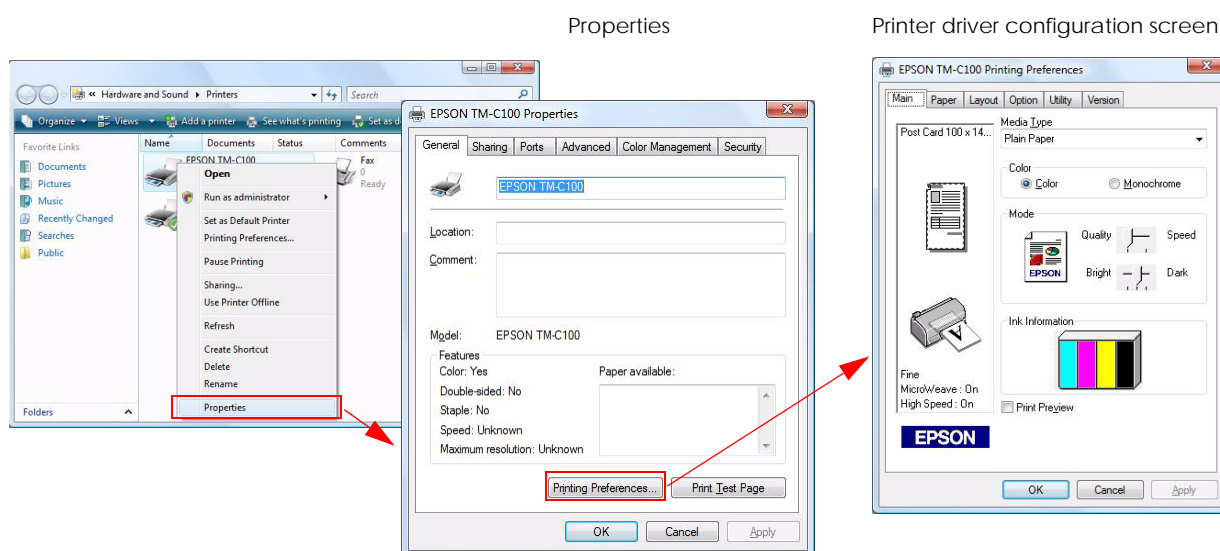 Properties
Printer driver configuration screen
Hardware and Sound
Printers
Search
Organize
Views
Add a printer
See what's printing
Set as d
Favorite Links
Documents
Pictures
Music
Recently Changed
Searches
Public
Folders
Name
Documents
Status
Comments
EPSON TM-C100
Fax
0
Ready
Open
Run as administrator
Set as Default Printer
Printing Preferences...
Pause Printing
Sharing...
Use Printer Offline
Refresh
Create Shortcut
Delete
Rename
Properties
EPSON TM-C100 Properties
General
Sharing
Ports
Advanced
Color Management
Security
EPSON TM-C100
Location:
Comment:
Model:
EPSON TM-C100
Features
Color: Yes
Paper available:
Double-sided: No
Staple: No
Speed: Unknown
Maximum resolution: Unknown
Printing Preferences...
Print Test Page
OK
Cancel
Apply
EPSON TM-C100 Printing Preferences
Main
Paper
Layout
Option
Utility
Version
Post Card 100 x 14...
Media Type
Plain Paper
Color
Color
Monochrome
Mode
EPSON
Quality
Speed
Bright
Dark
Ink Information
A
Fine
MicroWeave : On
High Speed : On
Print Preview
EPSON
OK
Cancel
Apply